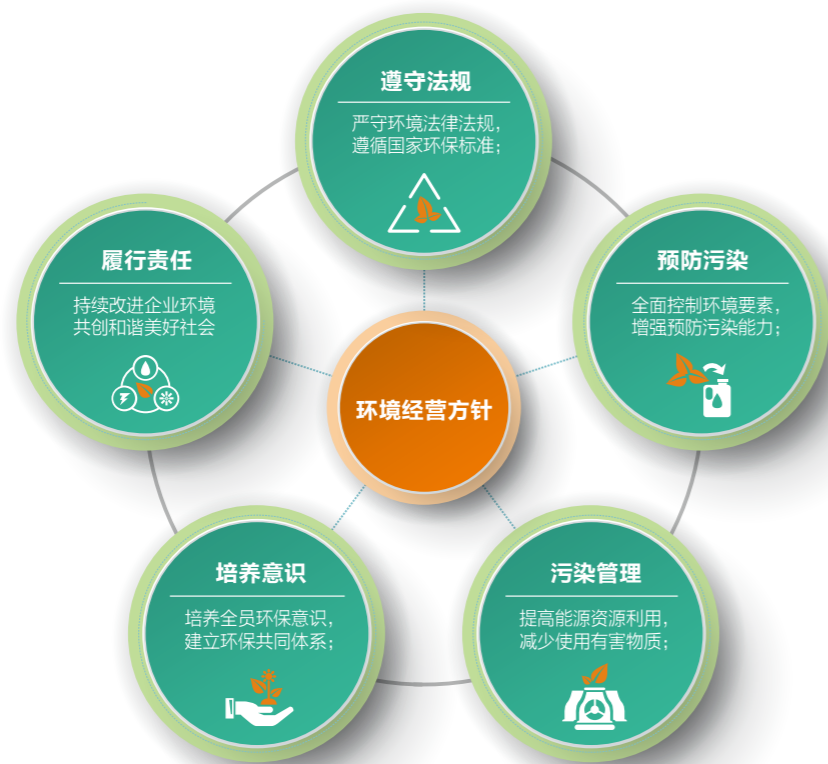 遵守法规
严守环境法律法规，
遵循国家环保标准；
预防污染
全面控制环境要素，
增强预防污染能力；
污染管理
提高能源资源利用，
减少使用有害物质；
培养意识
培养全员环保意识，
建立环保共同体系；
履行责任
持续改进企业环境
共创和谐美好社会
环境经营方针